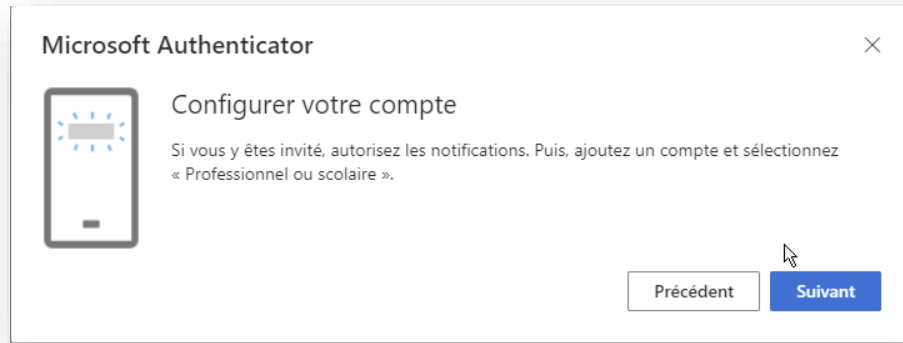 Microsoft Authenticator
Configurer votre compte
Si vous y êtes invité, autorisez les notifications. Puis, ajoutez un compte et sélectionnez
« Professionnel ou scolaire ».
Précédent
Suivant